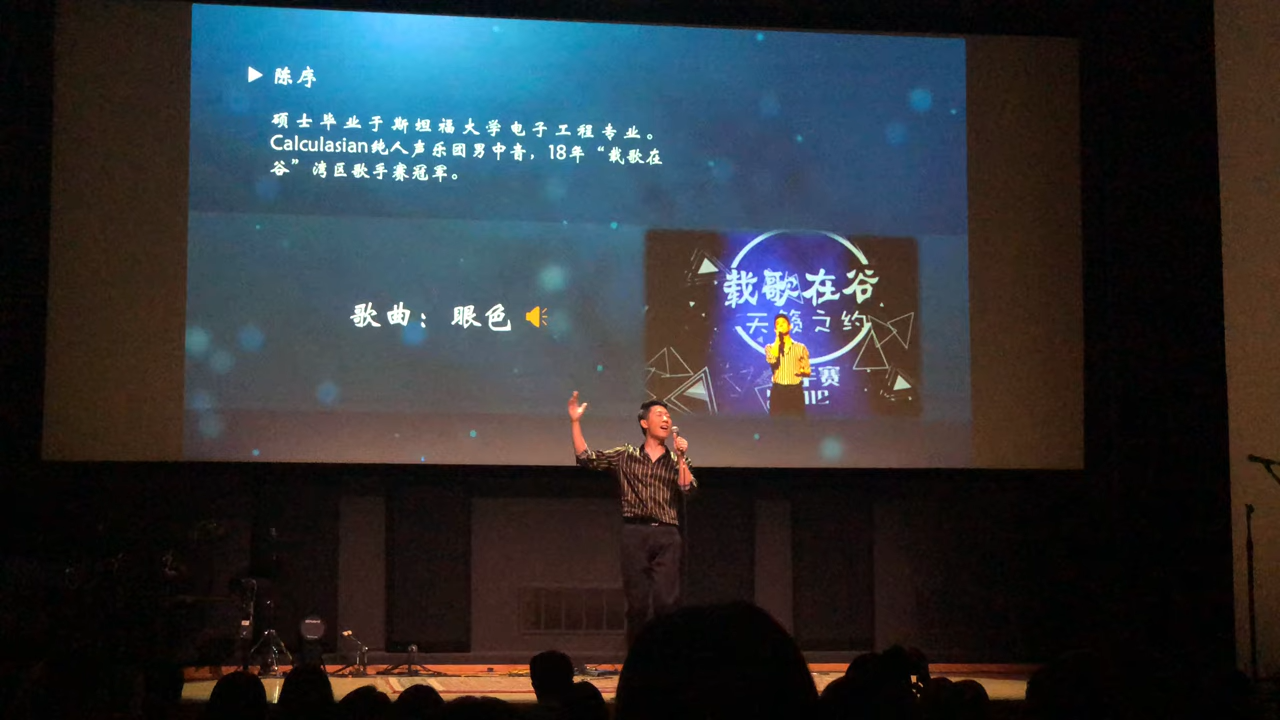 陈序
硕士毕业于斯坦福大学电子工程专业。
Calculasian纯人声乐团男中音，18年“载歌在
谷”湾区歌手赛冠军。
歌曲：眼色
载歌在谷
天籁之约
手赛